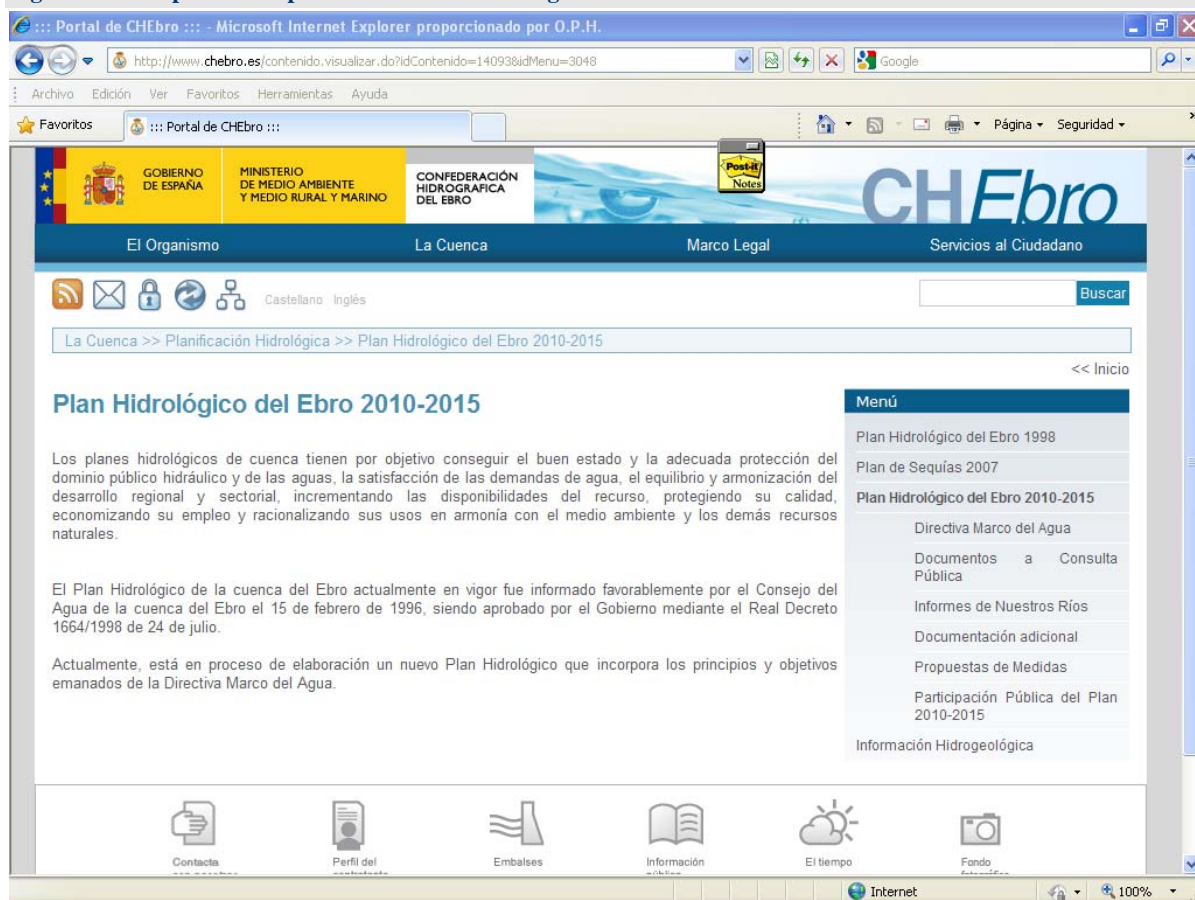 ::: Portal de CHEbro ::: - Microsoft Internet Explorer proporcionado por O.P.H.
http://www.chebro.es/contenido.visualizar.do?idContenido=14093&idMenu=3048
Google
Archivo Edición Ver Favoritos Herramientas Ayuda
Favoritos
::: Portal de CHEbro :::
Página
Seguridad
GOBIERNO
DE ESPAÑA
MINISTERIO
DE MEDIO AMBIENTE
Y MEDIO RURAL Y MARINO
CONFEDERACIÓN
HIDROGRAFICA
DEL EBRO
Post-it
Notes
CHEbro
El Organismo
La Cuenca
Marco Legal
Servicios al Ciudadano
Castellano Inglés
Buscar
La Cuenca >> Planificación Hidrológica >> Plan Hidrológico del Ebro 2010-2015
<< Inicio
Plan Hidrológico del Ebro 2010-2015
Los planes hidrológicos de cuenca tienen por objetivo conseguir el buen estado y la adecuada protección del
dominio público hidráulico y de las aguas, la satisfacción de las demandas de agua, el equilibrio y armonización del
desarrollo regional y sectorial, incrementando las disponibilidades del recurso, protegiendo su calidad,
economizando su empleo y racionalizando sus usos en armonía con el medio ambiente y los demás recursos
naturales.
El Plan Hidrológico de la cuenca del Ebro actualmente en vigor fue informado favorablemente por el Consejo del
Agua de la cuenca del Ebro el 15 de febrero de 1996, siendo aprobado por el Gobierno mediante el Real Decreto
1664/1998 de 24 de julio.
Actualmente, está en proceso de elaboración un nuevo Plan Hidrológico que incorpora los principios y objetivos
emanados de la Directiva Marco del Agua.
Menú
Plan Hidrológico del Ebro 1998
Plan de Sequías 2007
Plan Hidrológico del Ebro 2010-2015
Directiva Marco del Agua
Documentos a Consulta
Pública
Informes de Nuestros Ríos
Documentación adicional
Propuestas de Medidas
Participación Pública del Plan
2010-2015
Información Hidrogeológica
Contacta
Perfil del
Embalses
Información
El tiempo
Fondo
Internet
100%